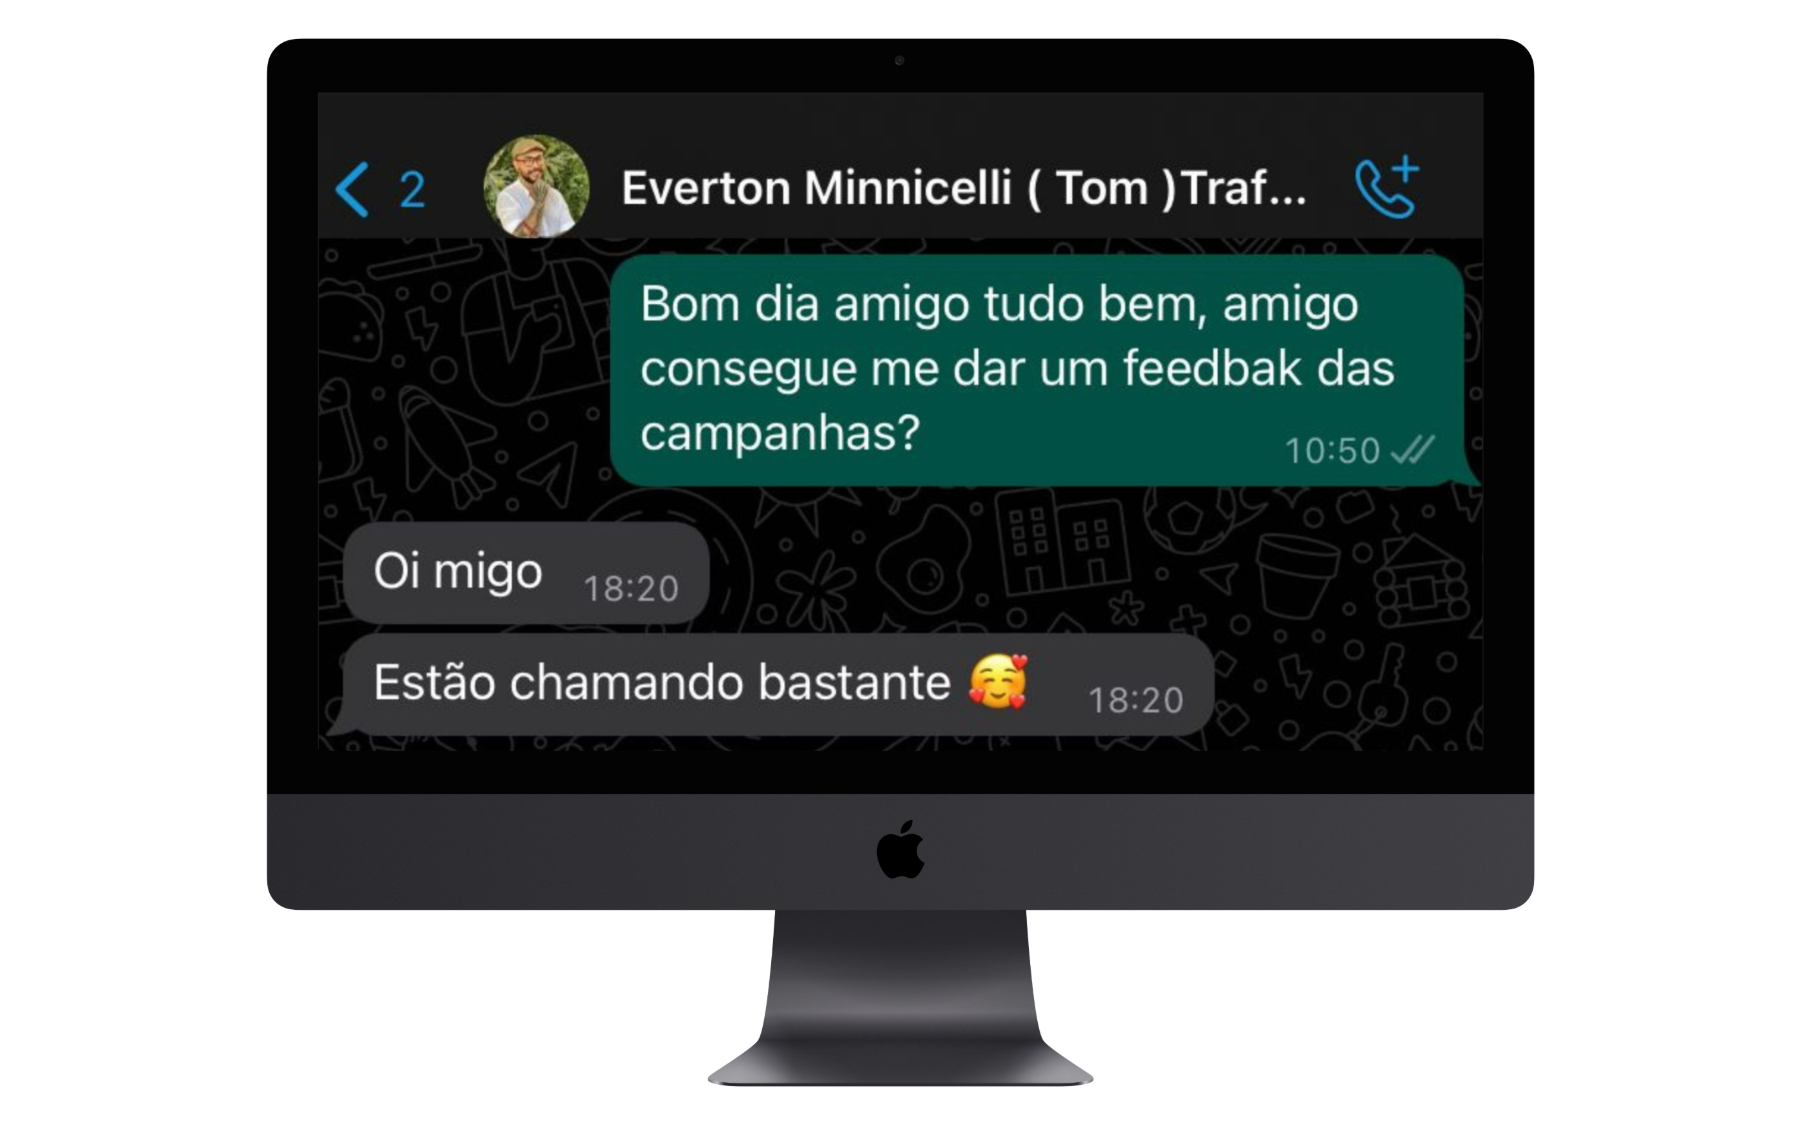 2
Everton Minnicelli ( Tom )Traf...
Bom dia amigo tudo bem, amigo
consegue me dar um feedbak das
campanhas?
10:50
Oi migo
18:20
Estão chamando bastante 🥰
18:20